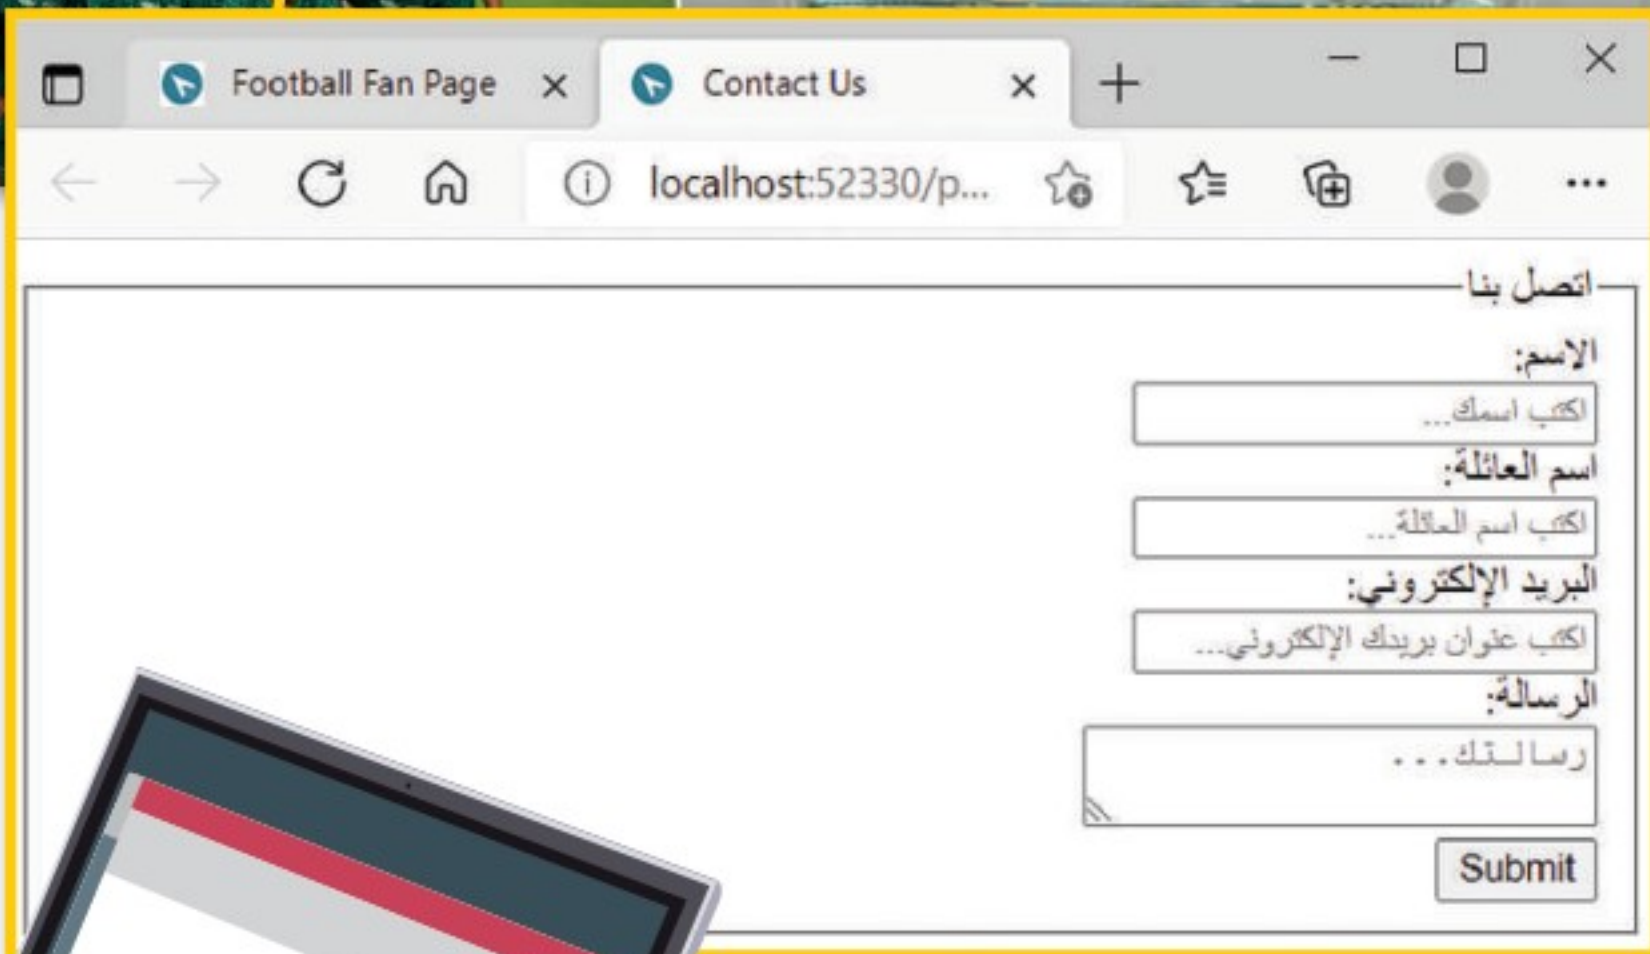 Football Fan Page
Contact Us
localhost:52330/p...
اتصل بنا
الاسم:
اكتب اسمك...
اسم العائلة:
اكتب اسم العائلة...
البريد الإلكتروني:
اكتب عنوان بريدك الإلكتروني...
الرسالة:
رسالتك...
Submit